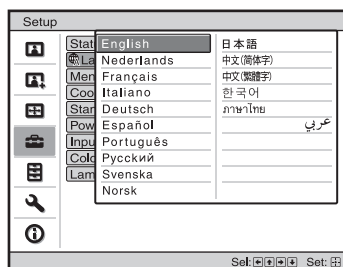 Setup
Stat
La
Men
Coo
Star
Pow
Inpu
Colo
Lam
English
Nederlands
Français
Italiano
Deutsch
Español
Português
Русский
Svenska
Norsk
日本語
中文(简体字)
中文(繁體字)
한국어
ภาษาไทย
عربي
Sel: Set: